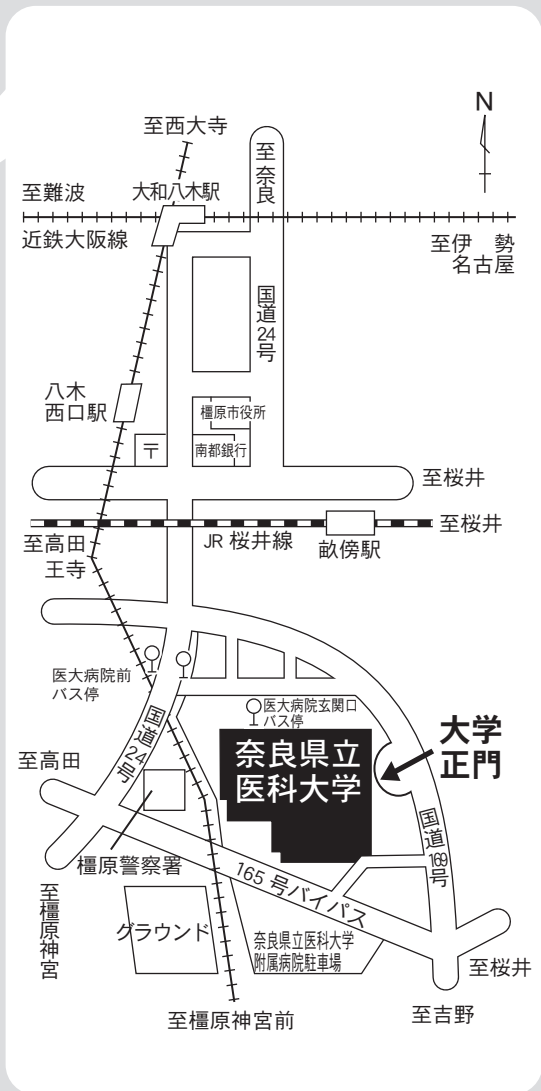 N
至西大寺
至奈良
至難波
大和八木駅
近鉄大阪線
至伊 勢
名古屋
国道24号
八木
西口駅
橿原市役所
〒
南都銀行
至桜井
至桜井
至高田
王寺
JR 桜井線
畝傍駅
医大病院前
バス停
医大病院玄関口
バス停
大学
正門
国道24号
奈良県立
医科大学
至高田
国道169号
橿原警察署
165 号バイパス
至橿原神宮
グラウンド
奈良県立医科大学
附属病院駐車場
至桜井
至橿原神宮前
至吉野